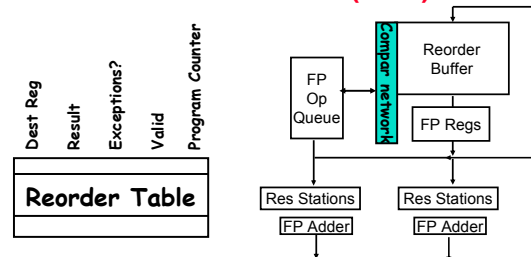 Dest Reg
Result
Exceptions?
Valid
Program Counter
Reorder Table
FP
Op
Queue
Compar network
Reorder
Buffer
FP Regs
Res Stations
FP Adder
Res Stations
FP Adder